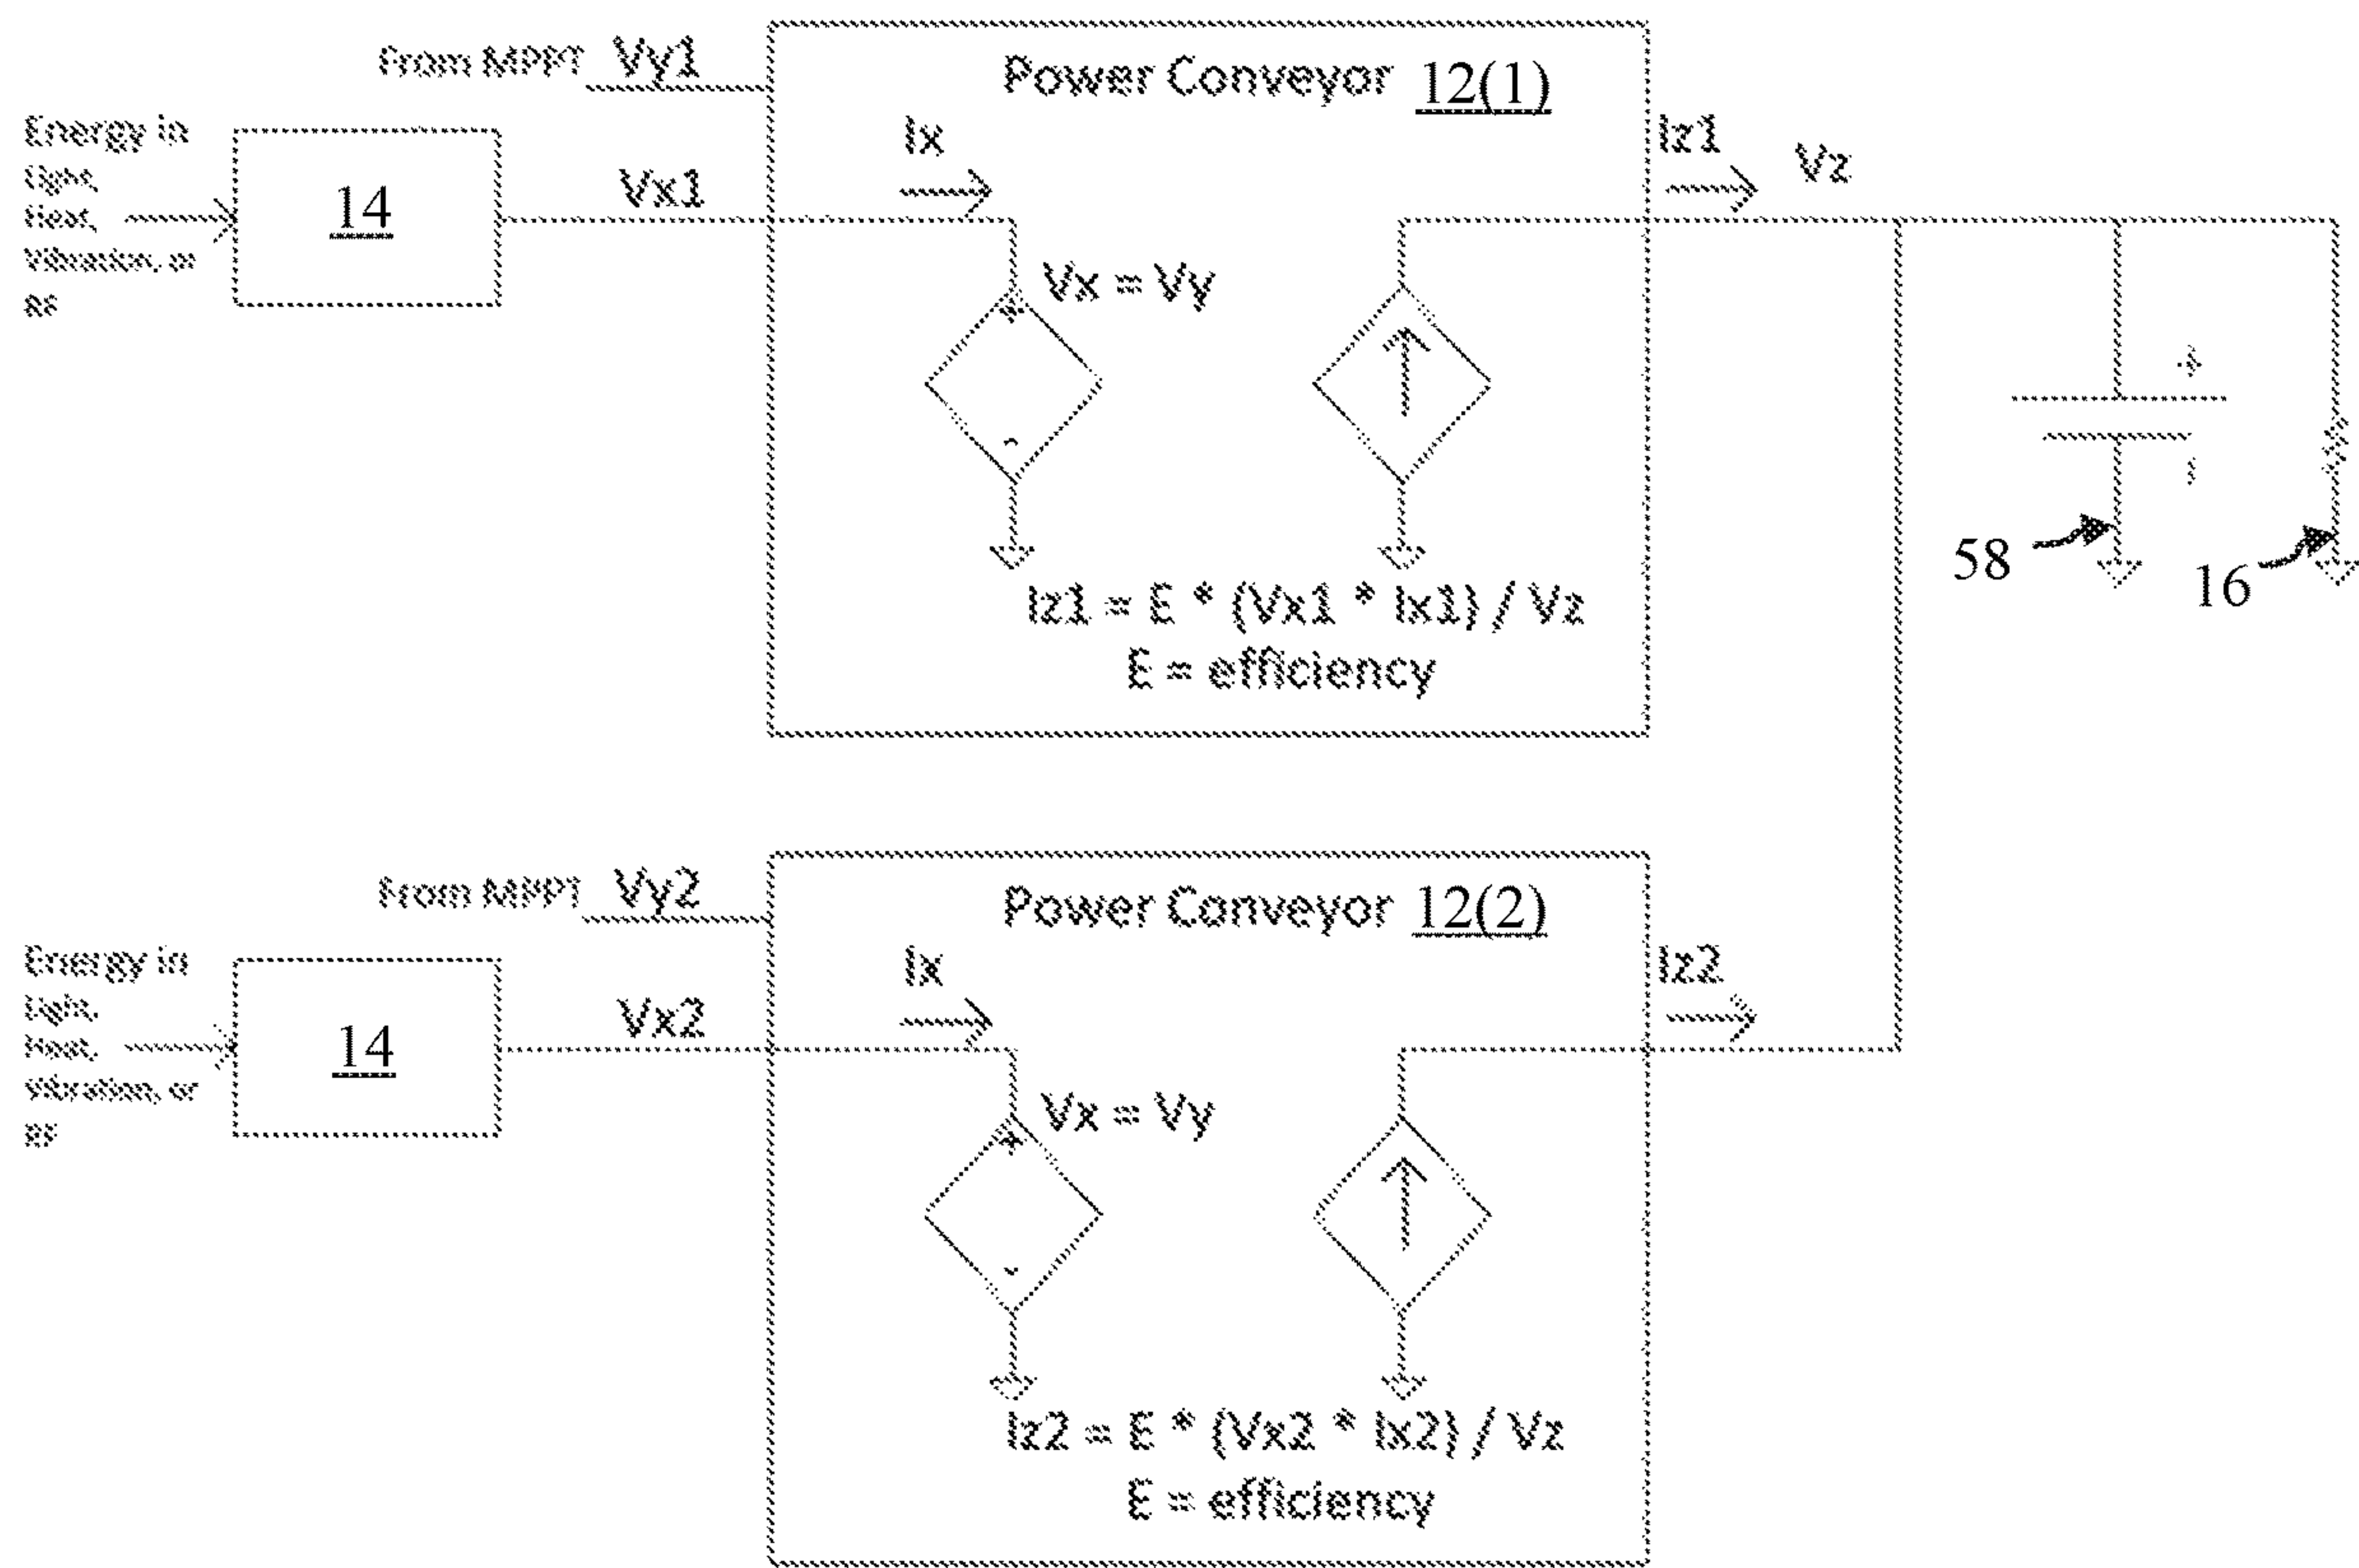 From MPPT Vy1
Power Conveyor 12(1)
Energy in
Light,
Heat,
Vibration, or
RF
14
Vx1
Ix
Iz1
Vz
Vx = Vy
+
-
+
-
58
16
Iz1 = E * (Vx1 * Ix1) / Vz
E = efficiency
From MPPT Vy2
Power Conveyor 12(2)
Energy in
Light,
Heat,
Vibration, or
RF
14
Vx2
Ix
Iz2
Vx = Vy
+
-
Iz2 = E * (Vx2 * Ix2) / Vz
E = efficiency